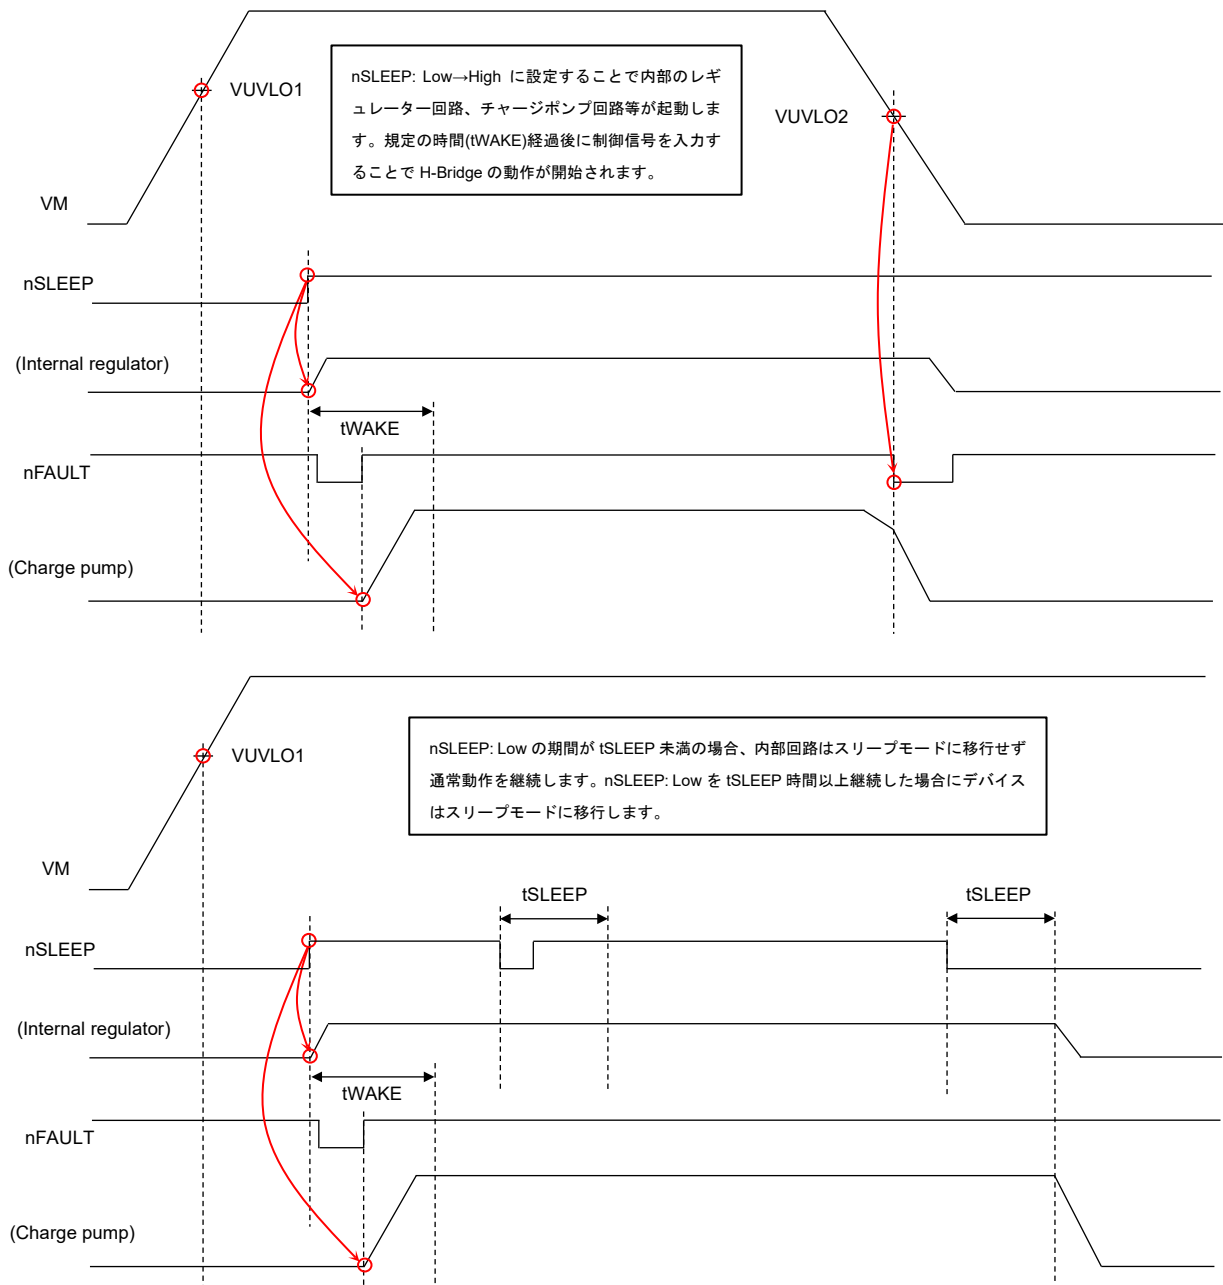 nSLEEP: Low→High に設定することで内部のレギ
ュレーター回路、チャージポンプ回路等が起動しま
す。規定の時間(tWAKE)経過後に制御信号を入力す
ることで H-Bridge の動作が開始されます。
VUVLO1
VUVLO2
VM
nSLEEP
(Internal regulator)
tWAKE
nFAULT
(Charge pump)
nSLEEP: Low の期間が tSLEEP 未満の場合、内部回路はスリープモードに移行せず
通常動作を継続します。nSLEEP: Low を tSLEEP 時間以上継続した場合にデバイス
はスリープモードに移行します。
VUVLO1
VM
tSLEEP
tSLEEP
nSLEEP
(Internal regulator)
tWAKE
nFAULT
(Charge pump)